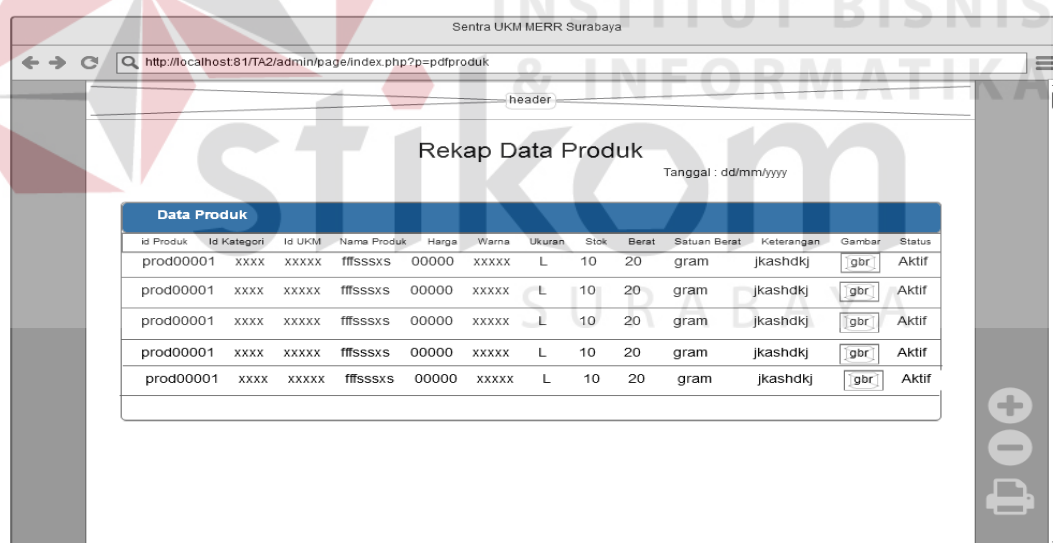 INSTITUT BISNIS
& INFORMATIKA
stikom
SURABAYA
Sentra UKM MERR Surabaya
http://localhost:81/TA2/admin/page/index.php?p=pdfproduk
header
Rekap Data Produk
Tanggal : dd/mm/yyyy
Data Produk
id Produk Id Kategori Id UKM Nama Produk Harga Warna Ukuran Stok Berat Satuan Berat Keterangan Gambar Status
prod00001 xxxx xxxxx fffsssxs 00000 xxxxx L 10 20 gram jkashdkj gbr Aktif
prod00001 xxxx xxxxx fffsssxs 00000 xxxxx L 10 20 gram jkashdkj gbr Aktif
prod00001 xxxx xxxxx fffsssxs 00000 xxxxx L 10 20 gram jkashdkj gbr Aktif
prod00001 xxxx xxxxx fffsssxs 00000 xxxxx L 10 20 gram jkashdkj gbr Aktif
prod00001 xxxx xxxxx fffsssxs 00000 xxxxx L 10 20 gram jkashdkj gbr Aktif